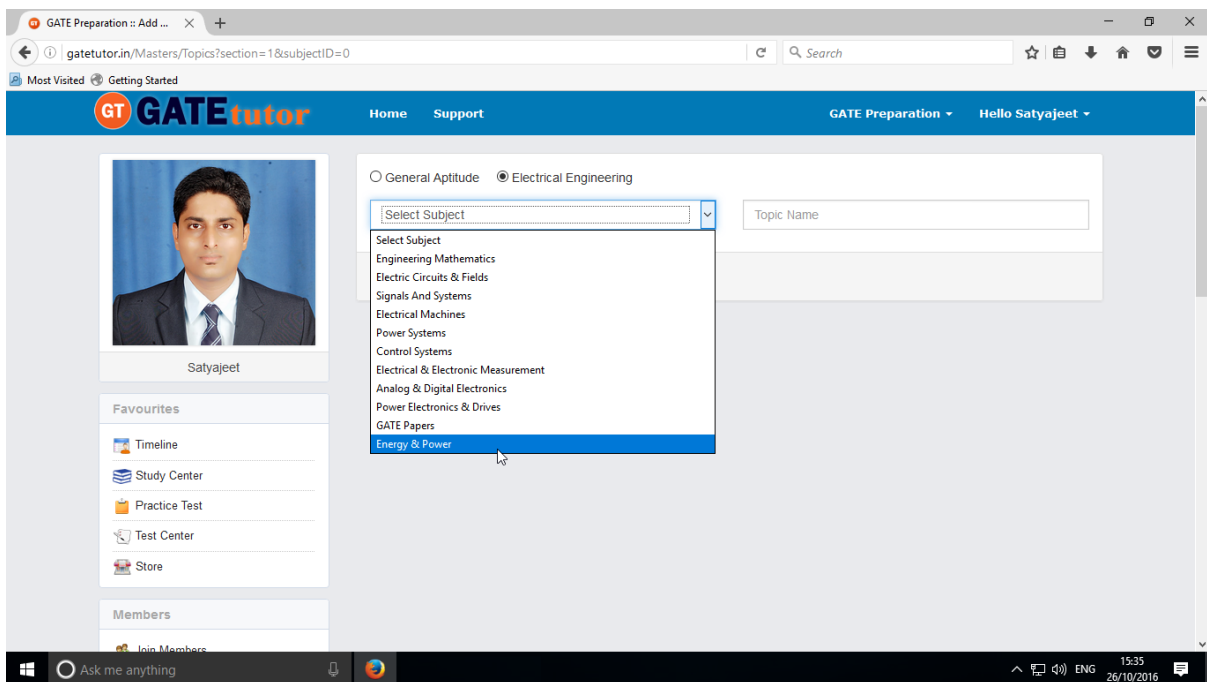 GATE Preparation :: Add ...
gatetutor.in/Masters/Topics?section=1&subjectID=0
Search
Most Visited Getting Started
GT GATEtutor Home Support GATE Preparation Hello Satyajeet
General Aptitude Electrical Engineering
Select Subject Topic Name
Select Subject
Engineering Mathematics
Electric Circuits & Fields
Signals And Systems
Electrical Machines
Power Systems
Control Systems
Electrical & Electronic Measurement
Analog & Digital Electronics
Power Electronics & Drives
GATE Papers
Energy & Power
Satyajeet
Favourites
Timeline
Study Center
Practice Test
Test Center
Store
Members
Join Members
Ask me anything
ENG
15:35
26/10/2016